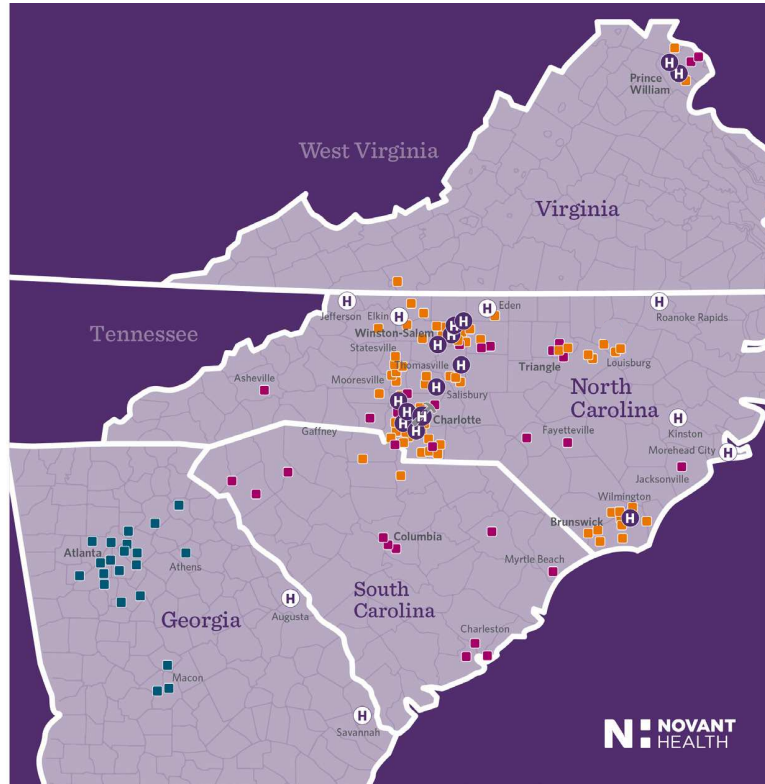 Prince
William
West Virginia
Virginia
H
H
H
H
H
Eden
H
Jefferson
Elkin
Roanoke Rapids
Winston-Salem
H
H
H
H
Tennessee
Statesville
Thomasville
H
Triangle
Louisburg
Asheville
Mooresville
H
Salisbury
North
Carolina
H
H
H
H
H
Charlotte
Gaffney
Fayetteville
H
Kinston
Morehead City
H
Jacksonville
Wilmington
Brunswick
H
Atlanta
Columbia
Athens
Myrtle Beach
South
Carolina
H
Georgia
Augusta
Charleston
Macon
H
Savannah
N:
NOVANT
HEALTH